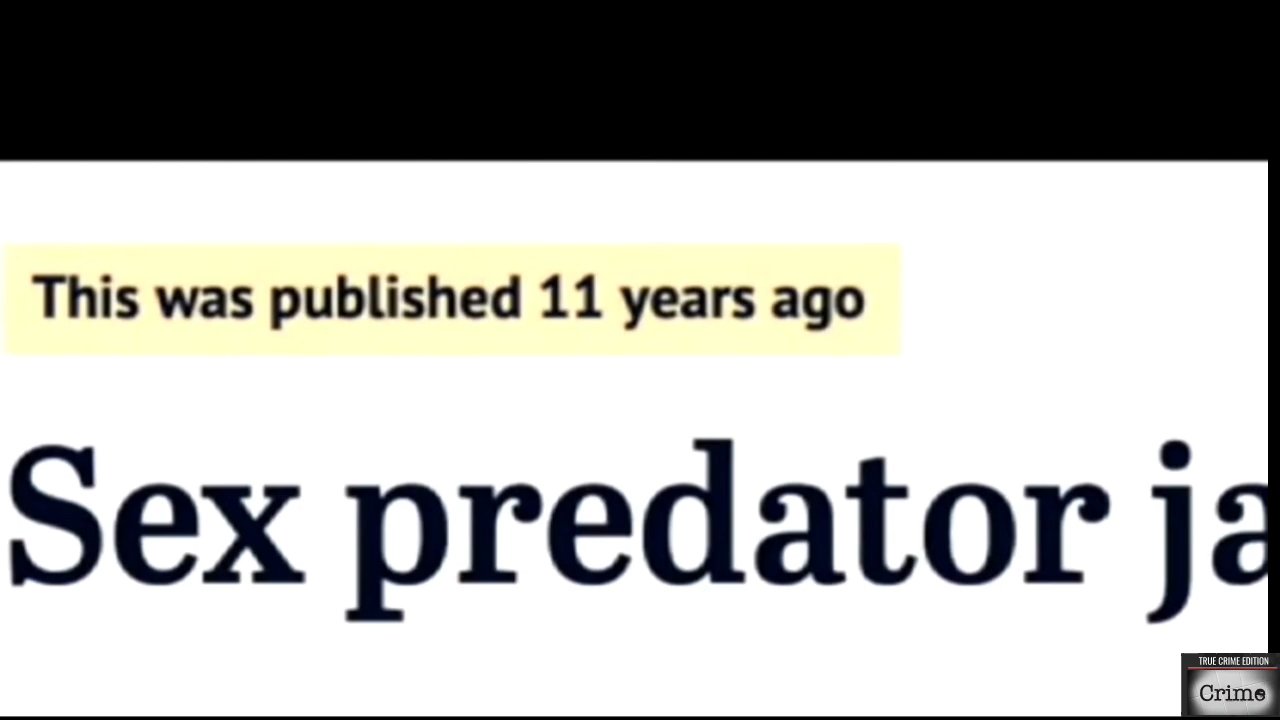 This was published 11 years ago
Sex predator ja
TRUE CRIME EDITION
Crime